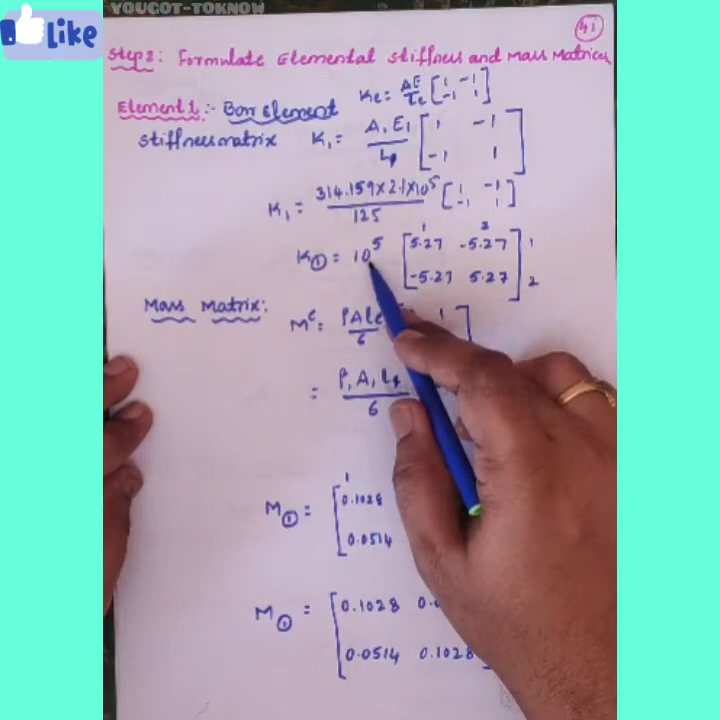 YOUGOT-TOKNOW
Like
41
Step 2: Formulate Elemental stiffness and Mass Matrices
Element 1:- Bar Element Ke = AE/Le [1 -1; -1 1]
stiffness matrix K1 = A1E1/L1 [1 -1; -1 1]
K1 = 314.159×2.1×10^5/125 [1 -1; -1 1]
1 2
K① = 10^5 [5.27 -5.27] 1
[-5.27 5.27] 2
Mass Matrix:
M^e = ρALe/6 1
= ρ1A1L1/6
1
M① = [0.1028
0.0514
M① = [0.1028 0.0
0.0514 0.1028